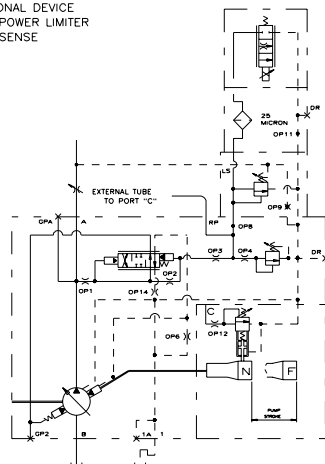 ONAL DEVICE
POWER LIMITER
SENSE
25
MICRON
DR
OP11
LS
EXTERNAL TUBE
TO PORT "C"
OP9
GPA
A
RP
OP8
OP3
OP4
DR
OP1
OP2
OP14
C
OP6
OP12
N
F
PUMP
STROKE
GP2
B
1A
1